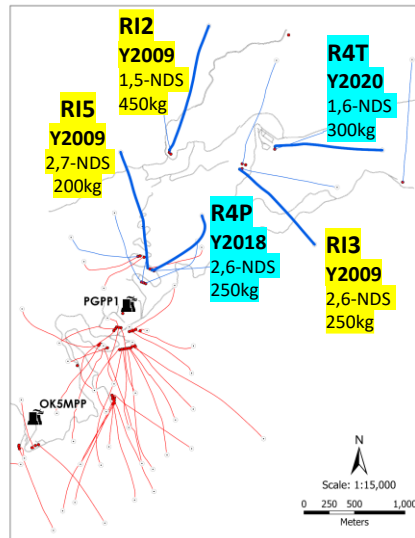 RI2
Y2009
1,5-NDS
450kg
R4T
Y2020
1,6-NDS
300kg
RI5
Y2009
2,7-NDS
200kg
R4P
Y2018
2,6-NDS
250kg
RI3
Y2009
2,6-NDS
250kg
PGPP1
OK5MPP
N
Scale: 1:15,000
0 500 1,000
Meters